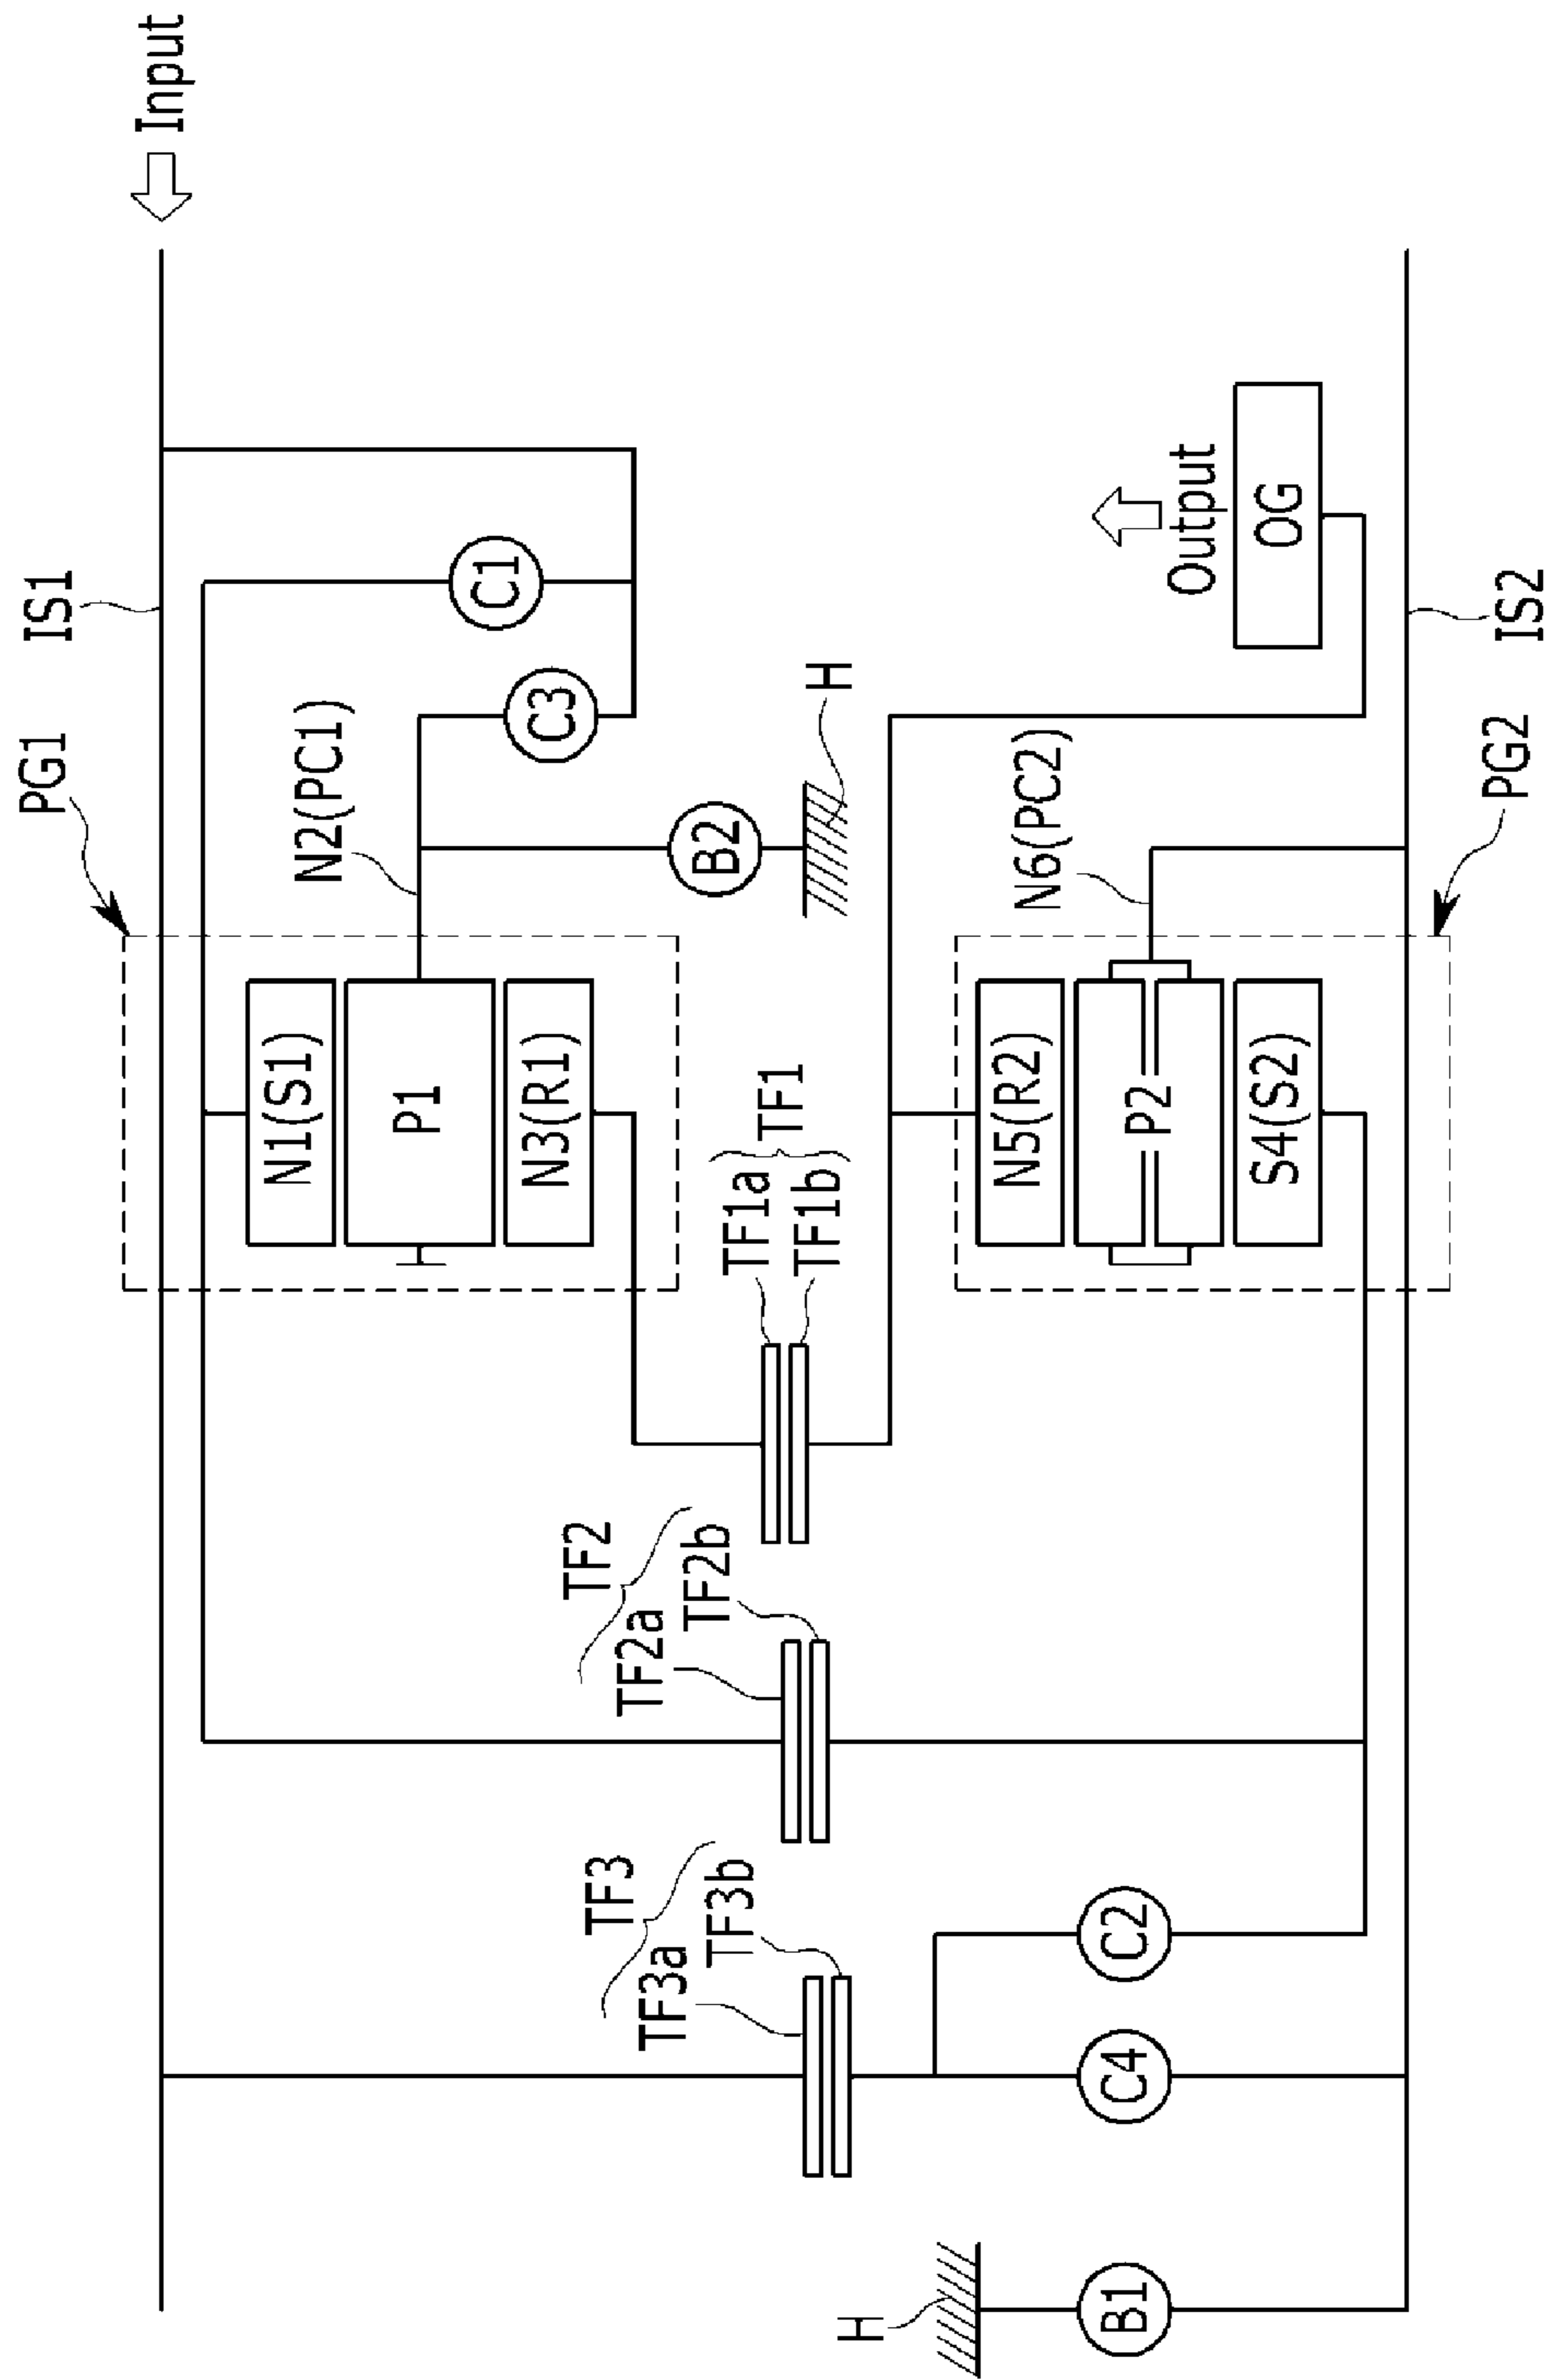 Input
IS1
PG1
N2(PC1)
C1
C3
B2
H
N1(S1)
P1
N3(R1)
TF1a
TF1b
TF1
TF2
TF2a
TF2b
TF3
TF3a
TF3b
Output
OG
IS2
N6(PC2)
PG2
N5(R2)
P2
S4(S2)
C2
C4
H
B1